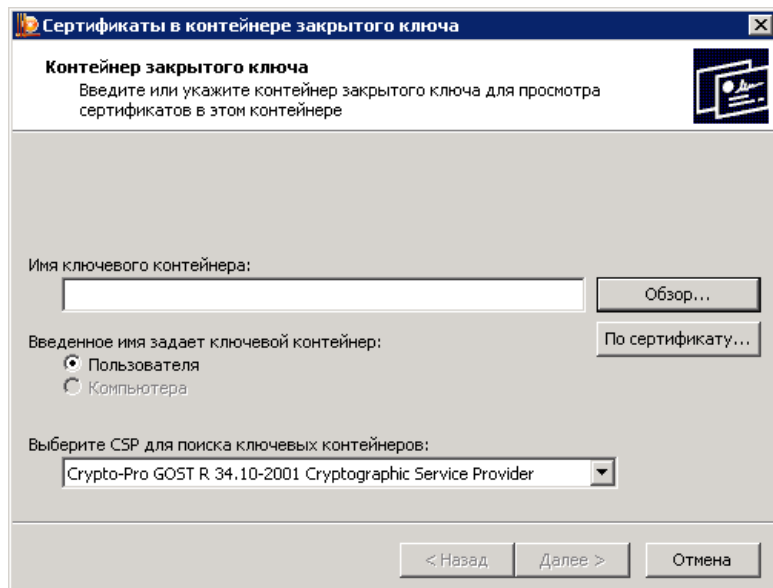 Сертификаты в контейнере закрытого ключа
Контейнер закрытого ключа
Введите или укажите контейнер закрытого ключа для просмотра
сертификатов в этом контейнере
Имя ключевого контейнера:
Обзор...
По сертификату...
Введенное имя задает ключевой контейнер:
Пользователя
Компьютера
Выберите CSP для поиска ключевых контейнеров:
Crypto-Pro GOST R 34.10-2001 Cryptographic Service Provider
< Назад
Далее >
Отмена